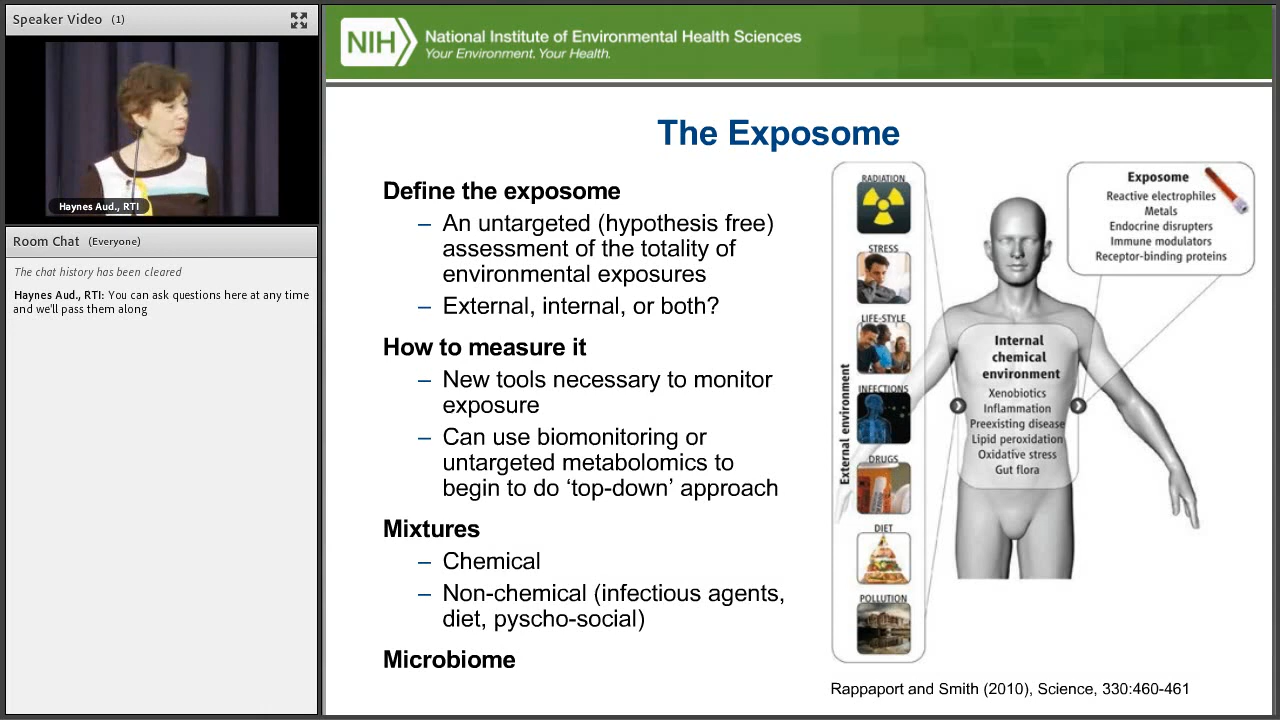 Speaker Video (1)
Haynes Aud., RTI
Room Chat (Everyone)
The chat history has been cleared
Haynes Aud., RTI: You can ask questions here at any time
and we'll pass them along
NIH
National Institute of Environmental Health Sciences
Your Environment. Your Health.
The Exposome
Define the exposome
– An untargeted (hypothesis free)
assessment of the totality of
environmental exposures
– External, internal, or both?
How to measure it
– New tools necessary to monitor
exposure
– Can use biomonitoring or
untargeted metabolomics to
begin to do ‘top-down’ approach
Mixtures
– Chemical
– Non-chemical (infectious agents,
diet, pyscho-social)
Microbiome
External environment
RADIATION
STRESS
LIFE-STYLE
INFECTIONS
DRUGS
DIET
POLLUTION
Internal
chemical
environment
Xenobiotics
Inflammation
Preexisting disease
Lipid peroxidation
Oxidative stress
Gut flora
Exposome
Reactive electrophiles
Metals
Endocrine disrupters
Immune modulators
Receptor-binding proteins
Rappaport and Smith (2010), Science, 330:460-461